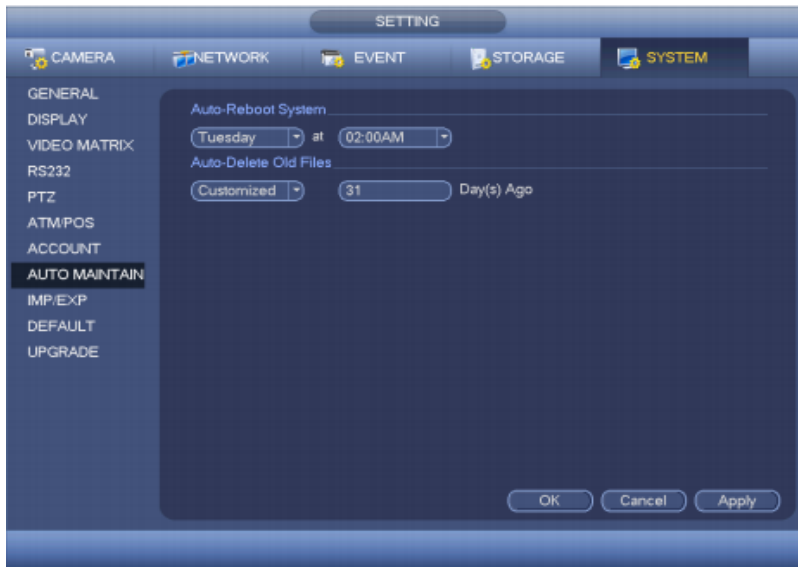 SETTING
CAMERA NETWORK EVENT STORAGE SYSTEM
GENERAL
DISPLAY
VIDEO MATRIX
RS232
PTZ
ATM/POS
ACCOUNT
AUTO MAINTAIN
IMP/EXP
DEFAULT
UPGRADE
Auto-Reboot System
Tuesday at 02:00AM
Auto-Delete Old Files
Customized 31 Day(s) Ago
OK Cancel Apply